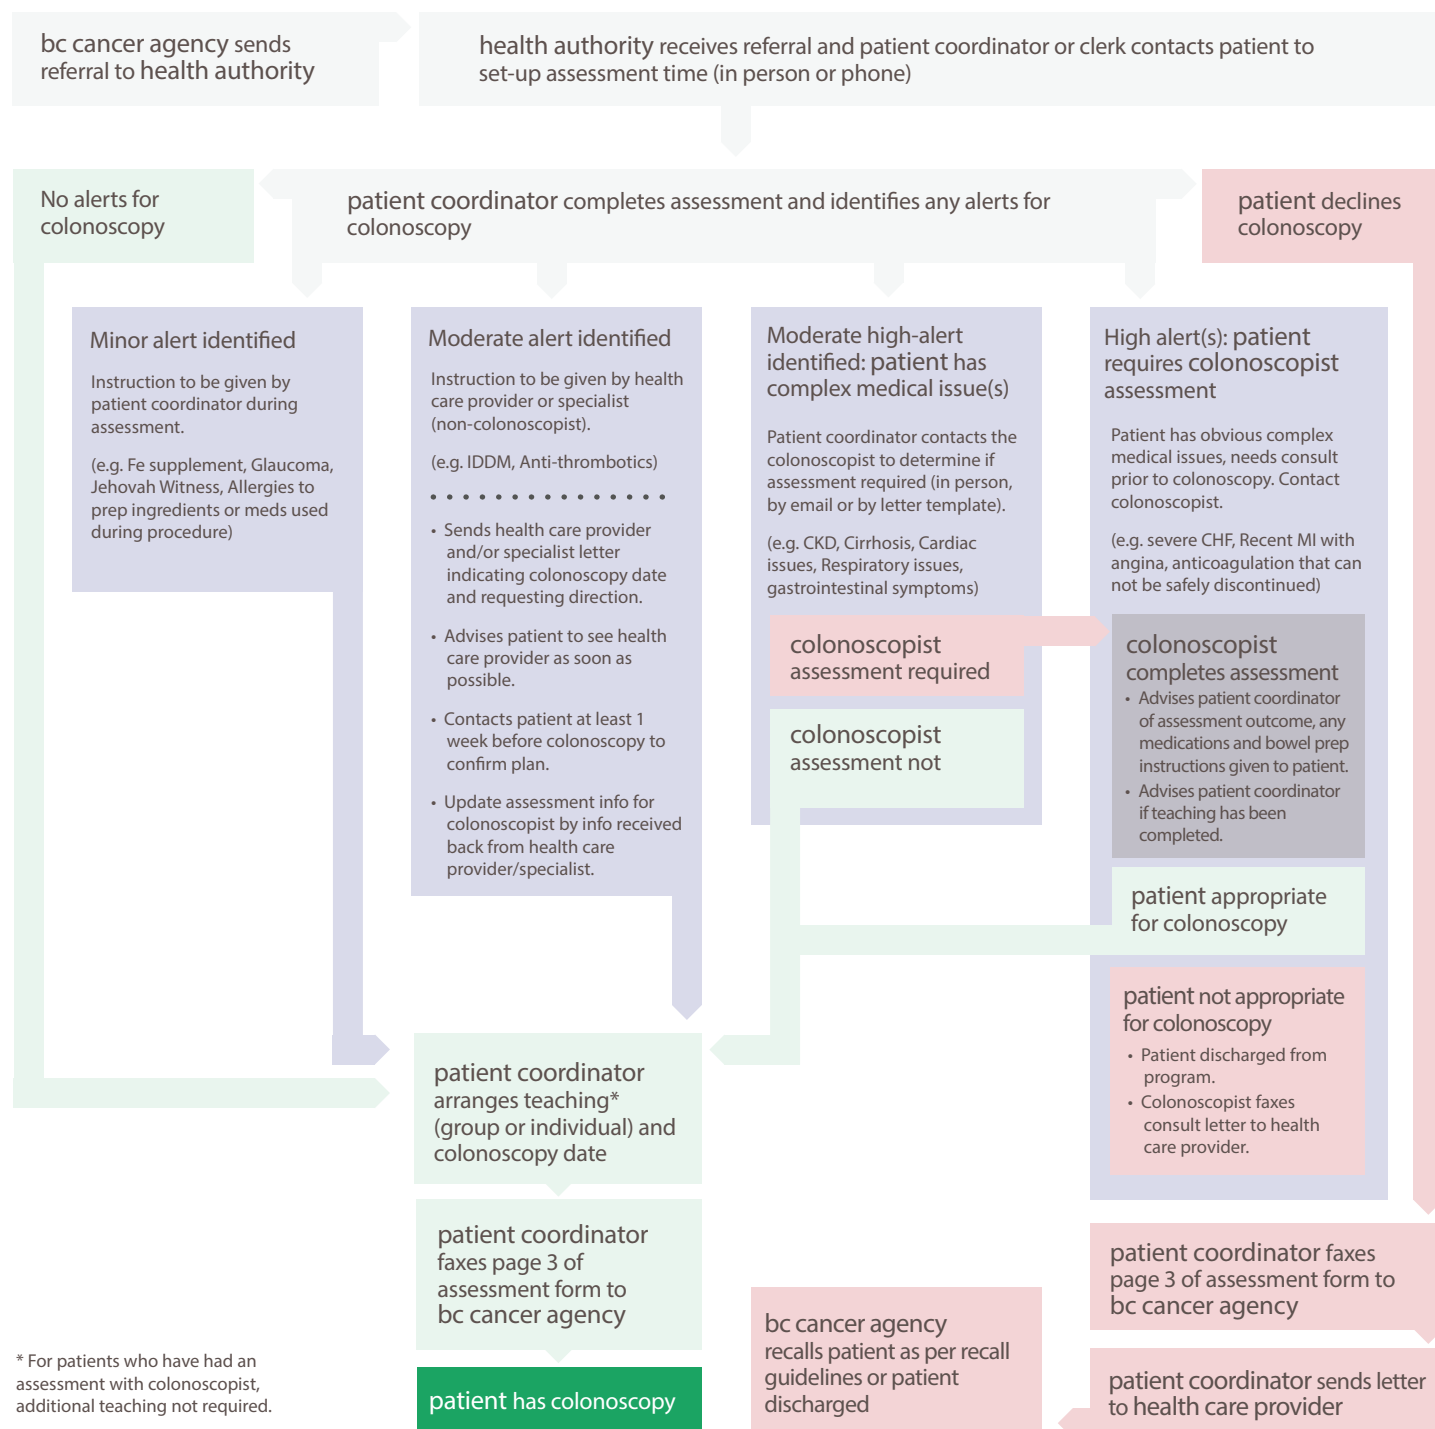 bc cancer agency sends
referral to health authority
health authority receives referral and patient coordinator or clerk contacts patient to
set-up assessment time (in person or phone)
No alerts for
colonoscopy
patient coordinator completes assessment and identifies any alerts for
colonoscopy
patient declines
colonoscopy
Minor alert identified
Instruction to be given by
patient coordinator during
assessment.
(e.g. Fe supplement, Glaucoma,
Jehovah Witness, Allergies to
prep ingredients or meds used
during procedure)
Moderate alert identified
Instruction to be given by health
care provider or specialist
(non-colonoscopist).
(e.g. IDDM, Anti-thrombotics)
• Sends health care provider
and/or specialist letter
indicating colonoscopy date
and requesting direction.
• Advises patient to see health
care provider as soon as
possible.
• Contacts patient at least 1
week before colonoscopy to
confirm plan.
• Update assessment info for
colonoscopist by info received
back from health care
provider/specialist.
Moderate high-alert
identified: patient has
complex medical issue(s)
Patient coordinator contacts the
colonoscopist to determine if
assessment required (in person,
by email or by letter template).
(e.g. CKD, Cirrhosis, Cardiac
issues, Respiratory issues,
gastrointestinal symptoms)
colonoscopist
assessment required
colonoscopist
assessment not
High alert(s): patient
requires colonoscopist
assessment
Patient has obvious complex
medical issues, needs consult
prior to colonoscopy. Contact
colonoscopist.
(e.g. severe CHF, Recent MI with
angina, anticoagulation that can
not be safely discontinued)
colonoscopist
completes assessment
• Advises patient coordinator
of assessment outcome, any
medications and bowel prep
instructions given to patient.
• Advises patient coordinator
if teaching has been
completed.
patient appropriate
for colonoscopy
patient not appropriate
for colonoscopy
• Patient discharged from
program.
• Colonoscopist faxes
consult letter to health
care provider.
patient coordinator
arranges teaching*
(group or individual) and
colonoscopy date
patient coordinator
faxes page 3 of
assessment form to
bc cancer agency
patient has colonoscopy
patient coordinator faxes
page 3 of assessment form to
bc cancer agency
patient coordinator sends letter
to health care provider
bc cancer agency
recalls patient as per recall
guidelines or patient
discharged
* For patients who have had an
assessment with colonoscopist,
additional teaching not required.